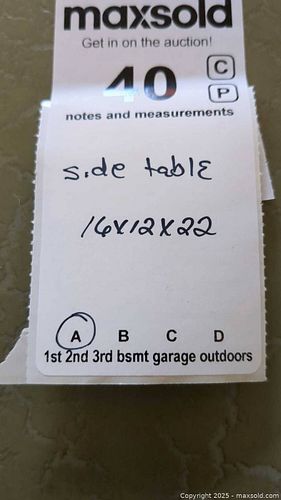 maxsold
Get in on the auction!
40
C
P
notes and measurements
side table
16x12x22
A B C D
1st 2nd 3rd bsmt garage outdoors
Copyright 2025 - maxsold.com